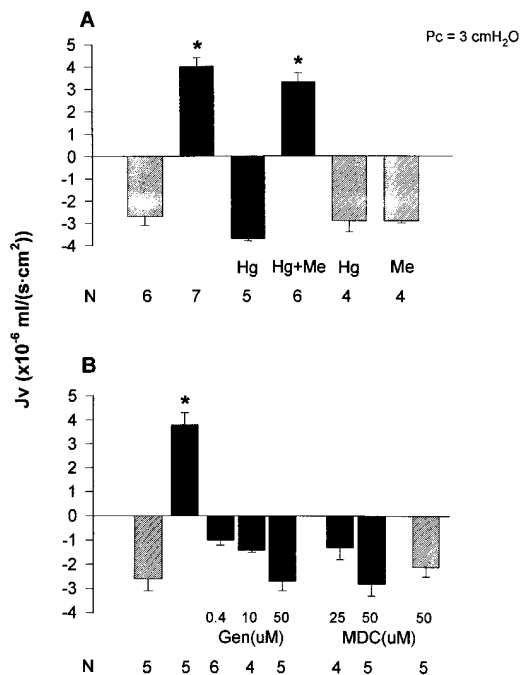 A
Pc = 3 cmH2O
5
4
*
*
3
2
1
0
-1
-2
-3
-4
Hg Hg+Me Hg Me
N 6 7 5 6 4 4
Jv (x10-6 ml/(s·cm2))
B
5
4
*
3
2
1
0
-1
-2
-3
-4
0.4 10 50 25 50 50
Gen(uM) MDC(uM)
N 5 5 6 4 5 4 5 5